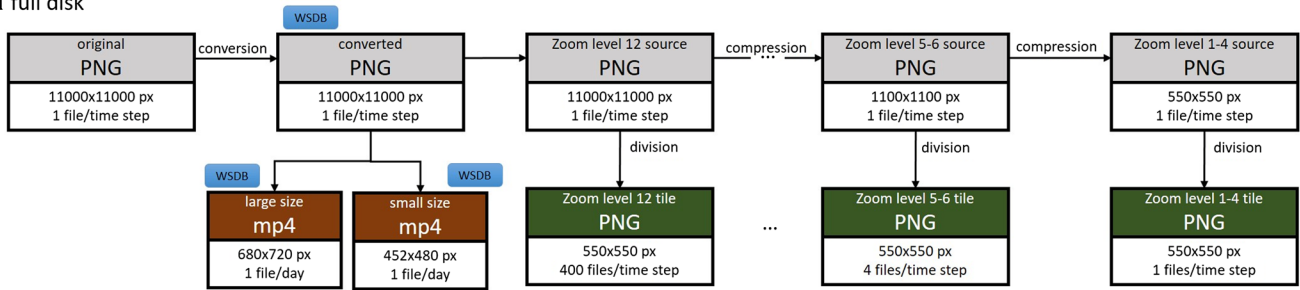 full disk
WSDB
original
PNG
11000x11000 px
1 file/time step
conversion
converted
PNG
11000x11000 px
1 file/time step
Zoom level 12 source
PNG
11000x11000 px
1 file/time step
compression
...
Zoom level 5-6 source
PNG
1100x1100 px
1 file/time step
compression
Zoom level 1-4 source
PNG
550x550 px
1 file/time step
WSDB
large size
mp4
680x720 px
1 file/day
WSDB
small size
mp4
452x480 px
1 file/day
division
Zoom level 12 tile
PNG
550x550 px
400 files/time step
...
division
Zoom level 5-6 tile
PNG
550x550 px
4 files/time step
division
Zoom level 1-4 tile
PNG
550x550 px
1 files/time step